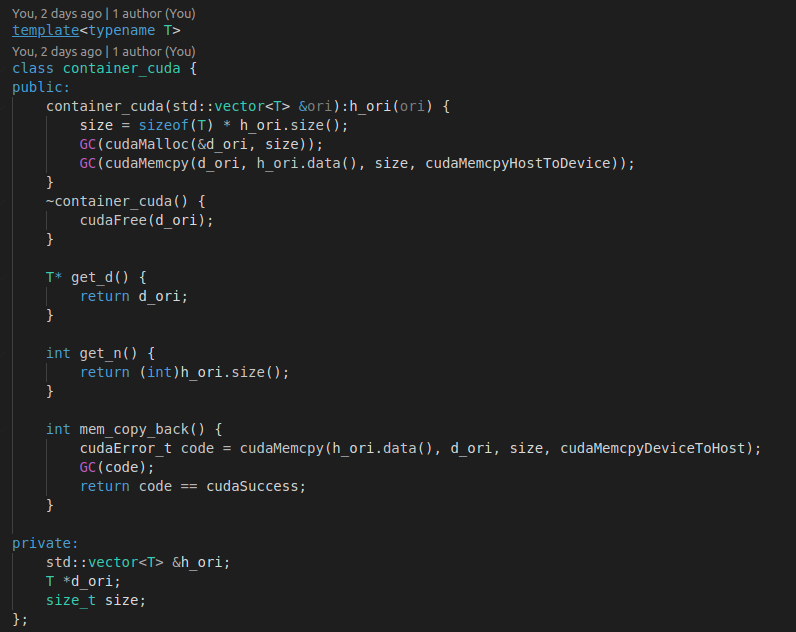 You, 2 days ago | 1 author (You)
template<typename T>
You, 2 days ago | 1 author (You)
class container_cuda {
public:
    container_cuda(std::vector<T> &ori):h_ori(ori) {
        size = sizeof(T) * h_ori.size();
        GC(cudaMalloc(&d_ori, size));
        GC(cudaMemcpy(d_ori, h_ori.data(), size, cudaMemcpyHostToDevice));
    }
    ~container_cuda() {
        cudaFree(d_ori);
    }

    T* get_d() {
        return d_ori;
    }

    int get_n() {
        return (int)h_ori.size();
    }

    int mem_copy_back() {
        cudaError_t code = cudaMemcpy(h_ori.data(), d_ori, size, cudaMemcpyDeviceToHost);
        GC(code);
        return code == cudaSuccess;
    }

private:
    std::vector<T> &h_ori;
    T *d_ori;
    size_t size;
};